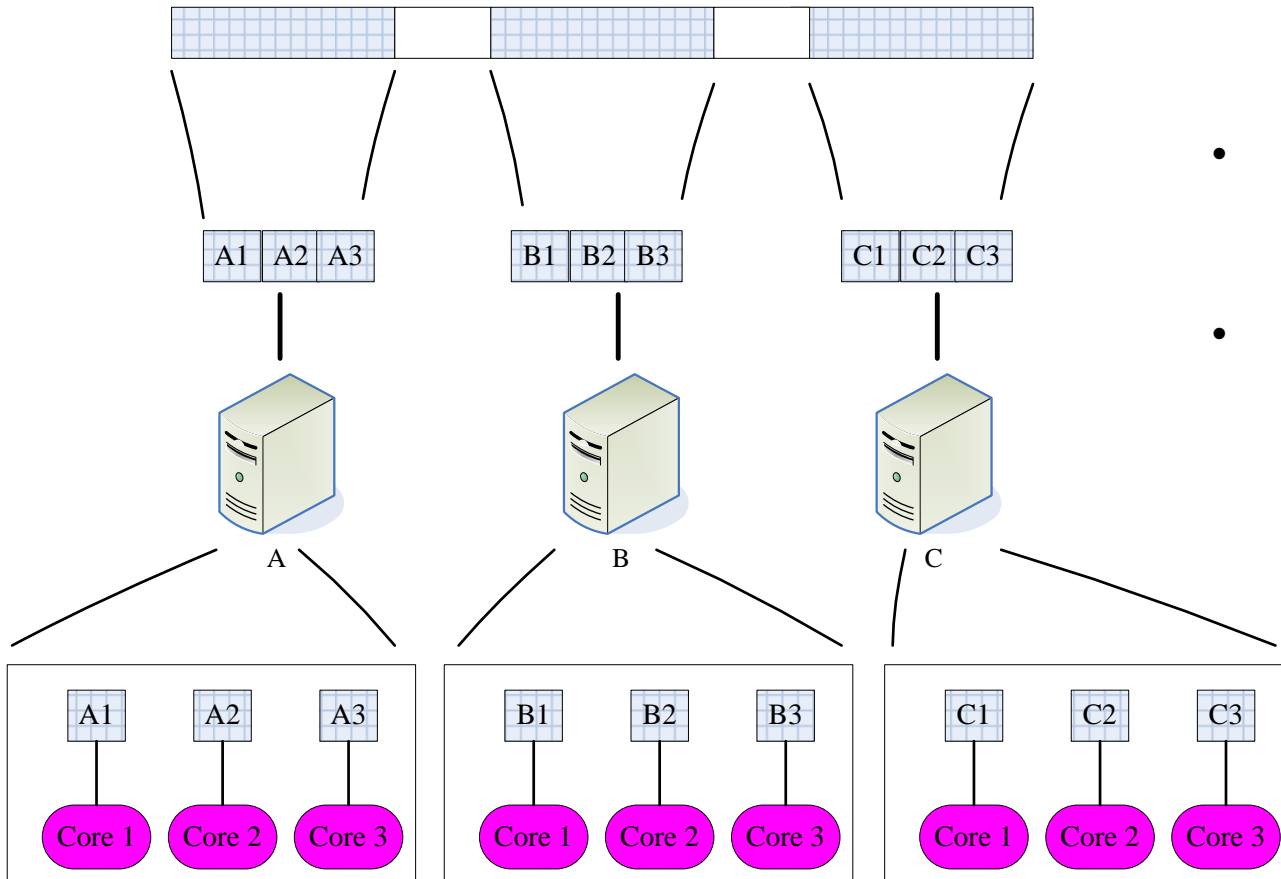 A1 A2 A3 B1 B2 B3 C1 C2 C3
A B C
A1 A2 A3 B1 B2 B3 C1 C2 C3
Core 1 Core 2 Core 3 Core 1 Core 2 Core 3 Core 1 Core 2 Core 3